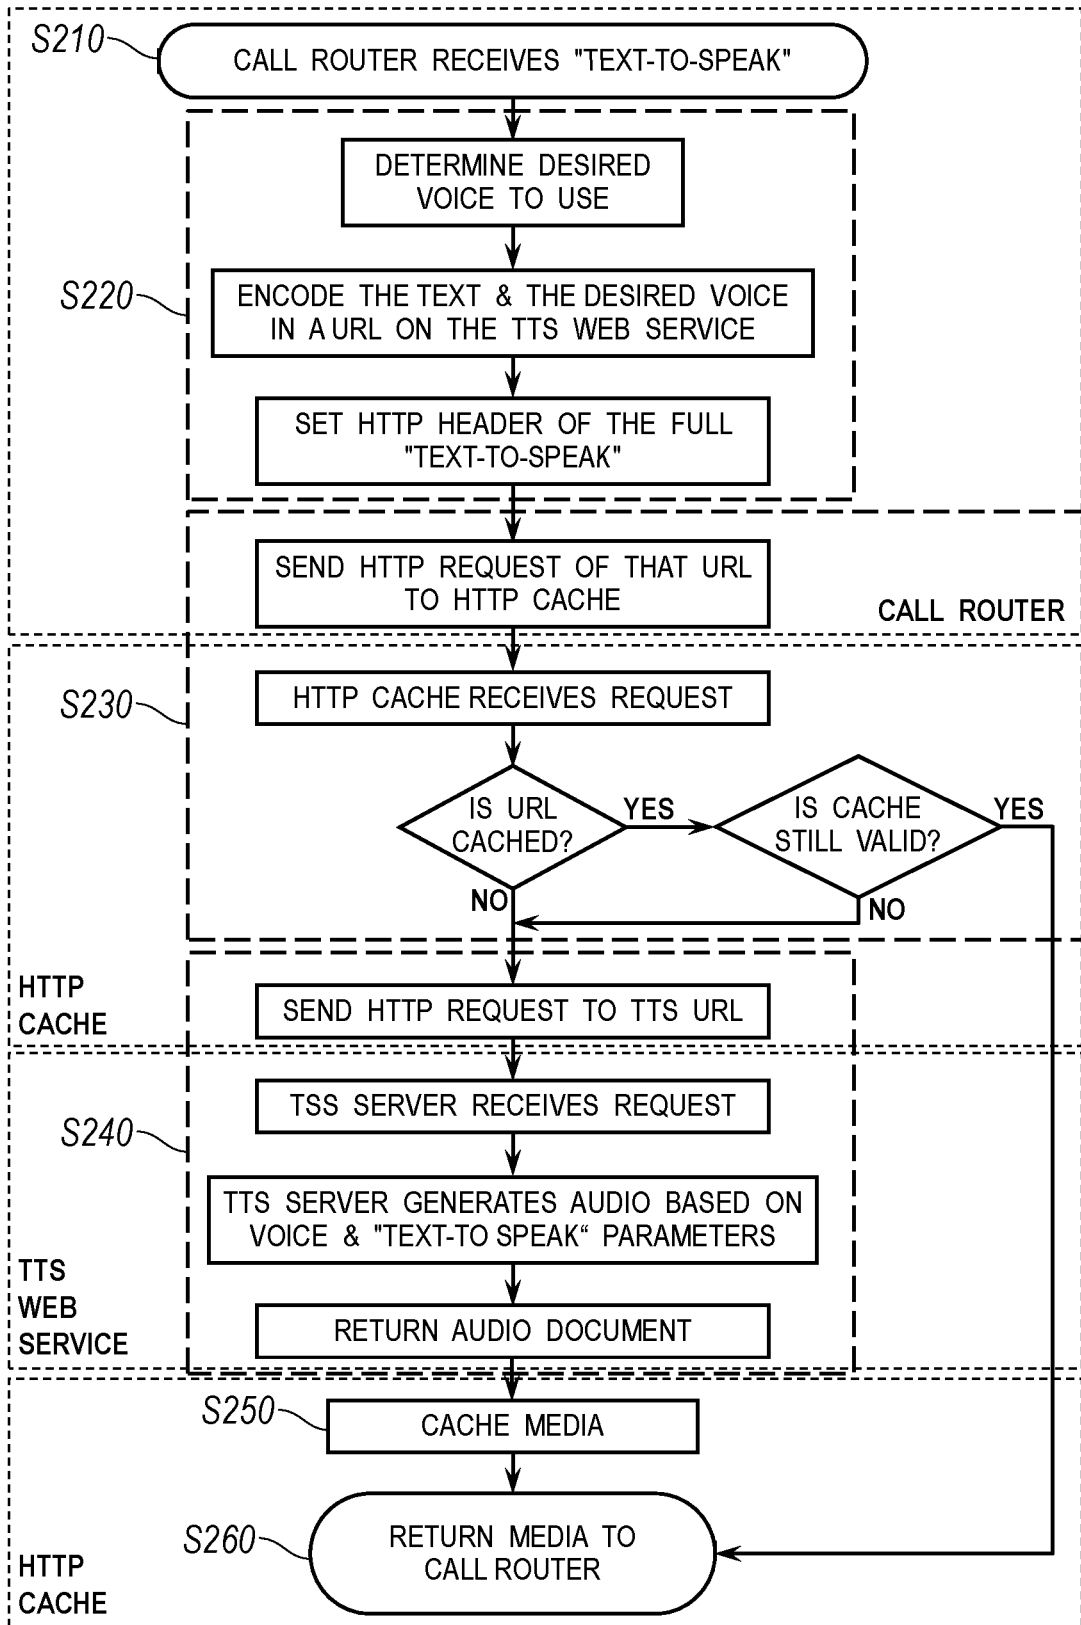 S210
CALL ROUTER RECEIVES "TEXT-TO-SPEAK"
DETERMINE DESIRED
VOICE TO USE
S220
ENCODE THE TEXT & THE DESIRED VOICE
IN A URL ON THE TTS WEB SERVICE
SET HTTP HEADER OF THE FULL
"TEXT-TO-SPEAK"
SEND HTTP REQUEST OF THAT URL
TO HTTP CACHE
CALL ROUTER
S230
HTTP CACHE RECEIVES REQUEST
IS URL
CACHED?
YES
IS CACHE
STILL VALID?
YES
NO
NO
HTTP
CACHE
SEND HTTP REQUEST TO TTS URL
TSS SERVER RECEIVES REQUEST
S240
TTS SERVER GENERATES AUDIO BASED ON
VOICE & "TEXT-TO SPEAK“ PARAMETERS
TTS
WEB
SERVICE
RETURN AUDIO DOCUMENT
S250
CACHE MEDIA
S260
RETURN MEDIA TO
CALL ROUTER
HTTP
CACHE